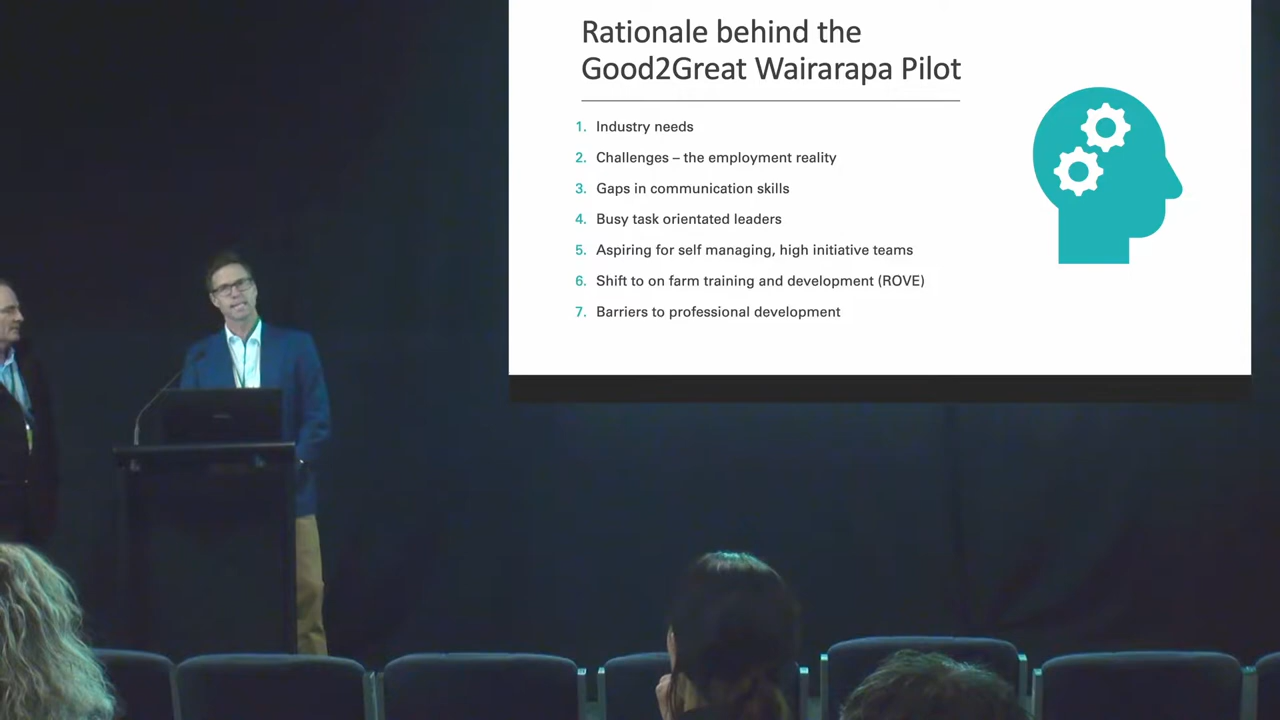 Rationale behind the
Good2Great Wairarapa Pilot
1. Industry needs
2. Challenges – the employment reality
3. Gaps in communication skills
4. Busy task orientated leaders
5. Aspiring for self managing, high initiative teams
6. Shift to on farm training and development (ROVE)
7. Barriers to professional development